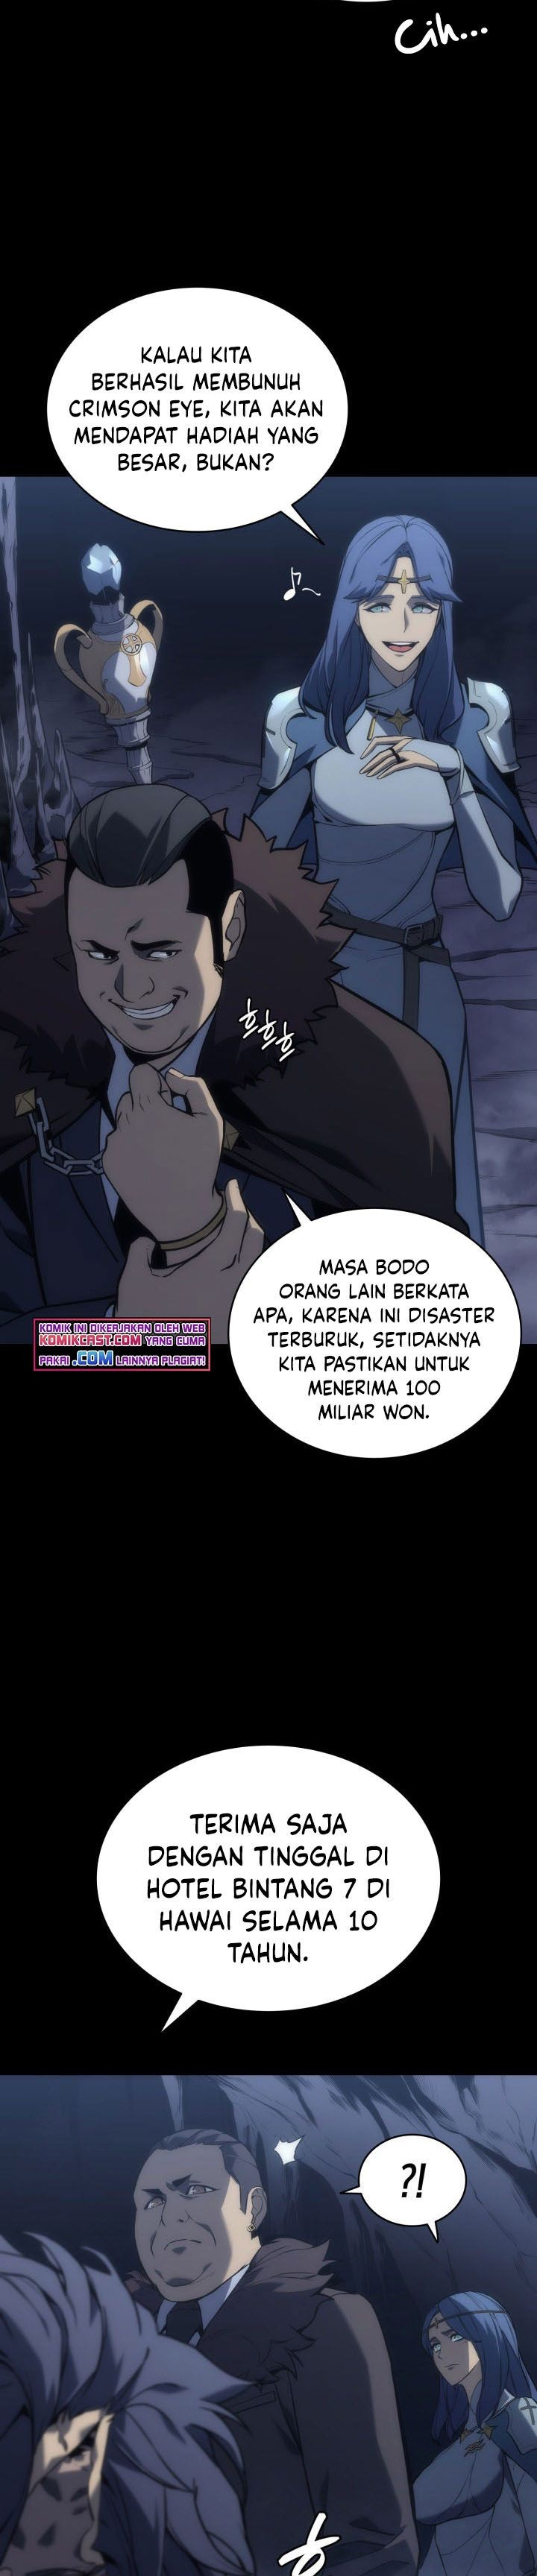 Cih...
KALAU KITA
BERHASIL MEMBUNUH
CRIMSON EYE, KITA AKAN
MENDAPAT HADIAH YANG
BESAR, BUKAN?
흐흐흐
MASA BODO
ORANG LAIN BERKATA
APA, KARENA INI DISASTER
TERBURUK, SETIDAKNYA
KITA PASTIKAN UNTUK
MENERIMA 100
MILIAR WON.
KOMIK INI DIKERJAKAN OLEH WEB
KOMIKCAST.COM YANG CUMA
PAKAI .COM LAINNYA PLAGIAT!
TERIMA SAJA
DENGAN TINGGAL DI
HOTEL BINTANG 7 DI
HAWAI SELAMA 10
TAHUN.
?!